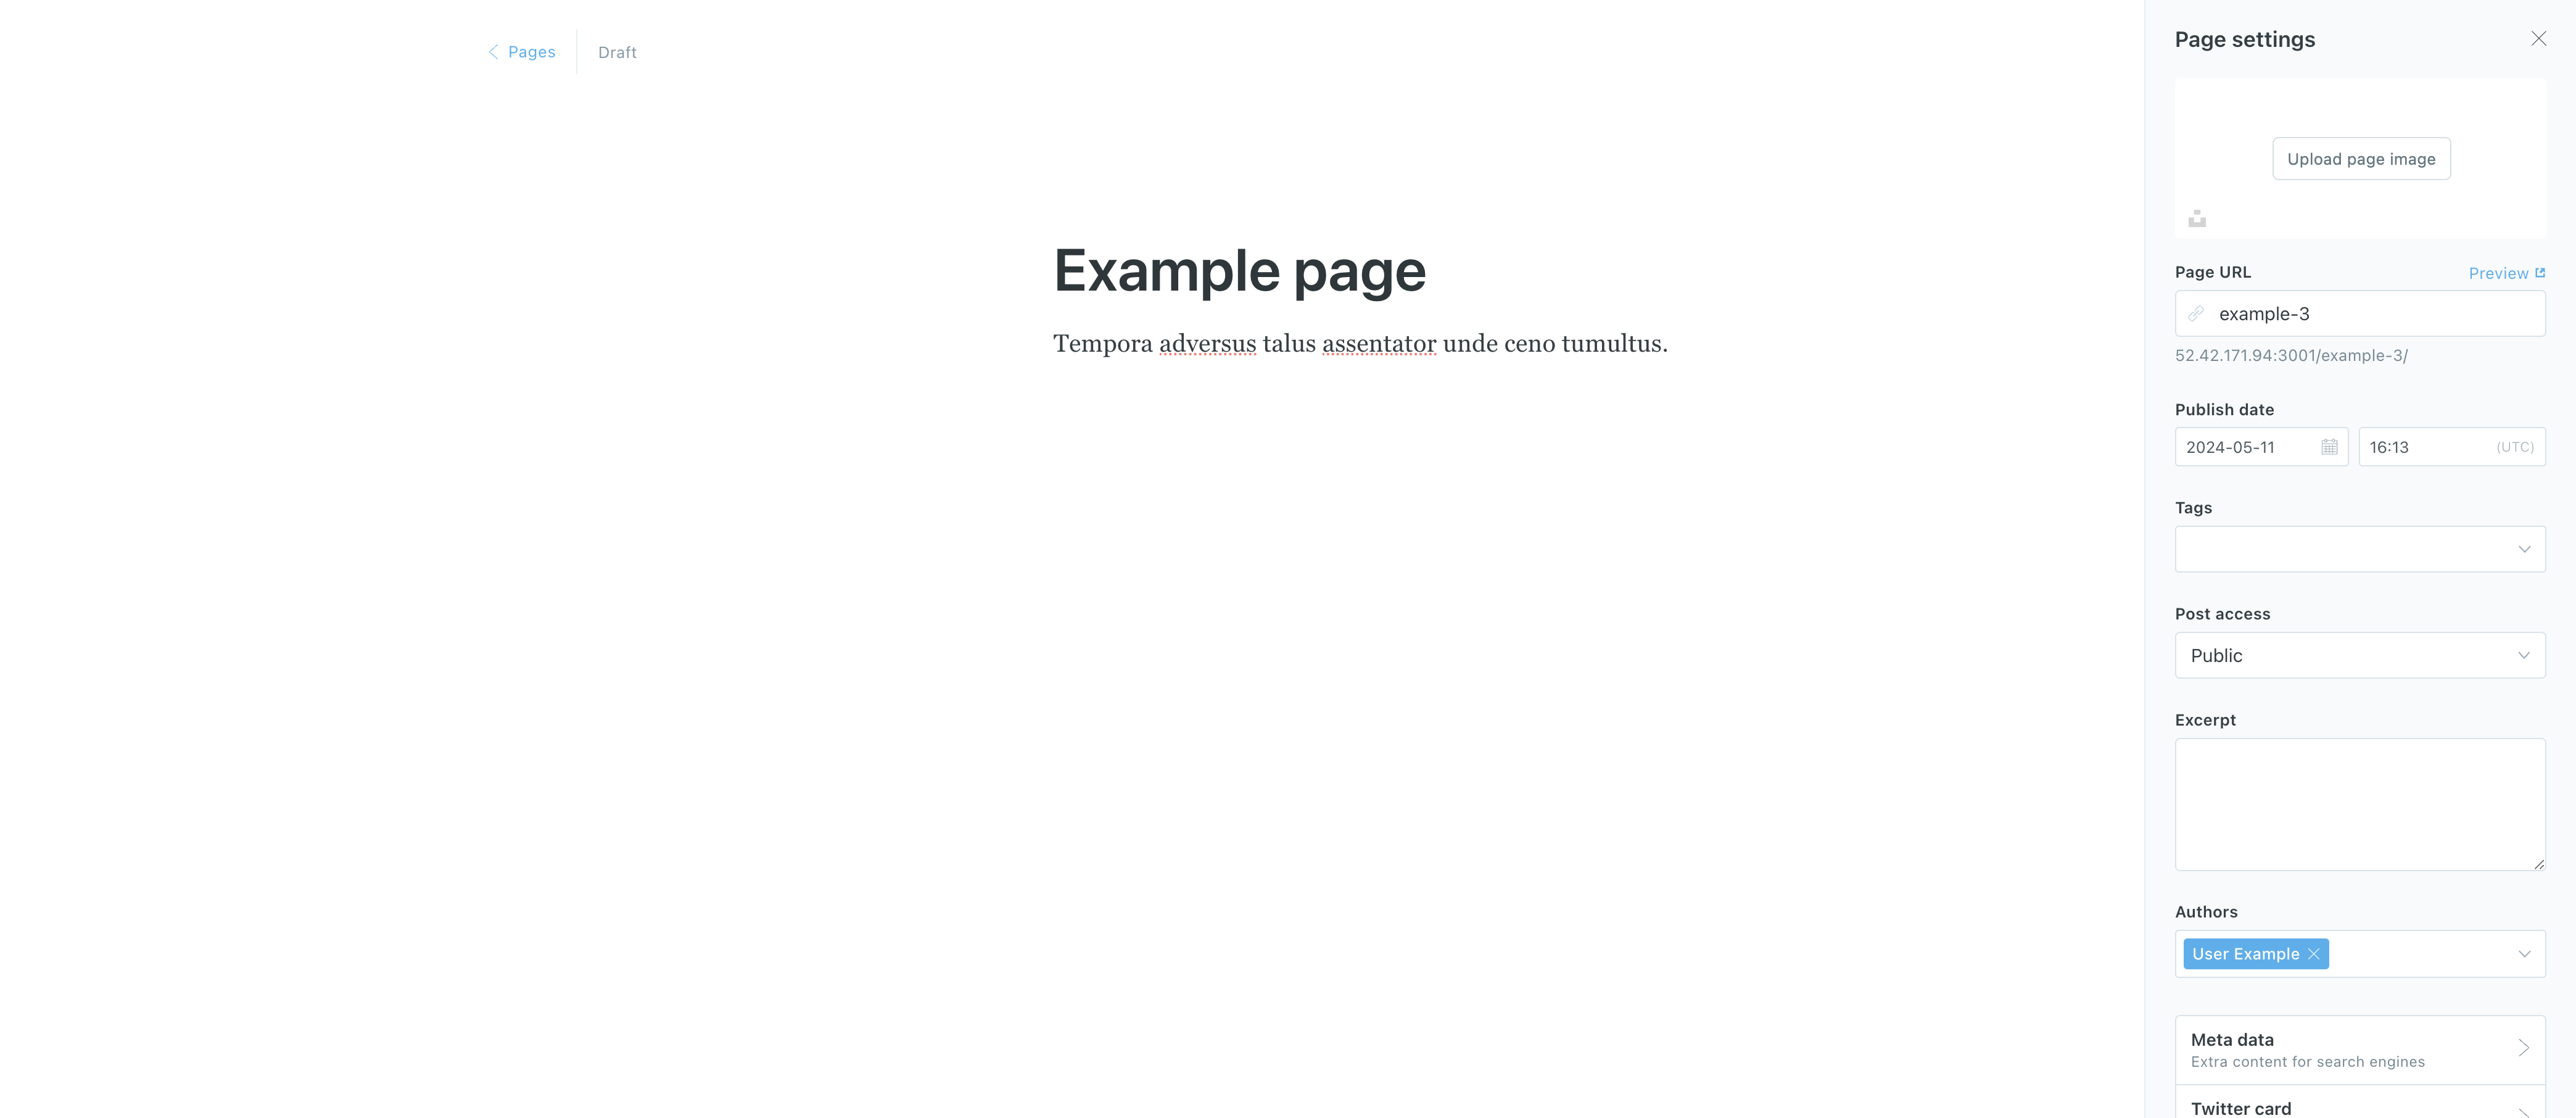 Pages
Draft
Example page
Tempora adversus talus assentator unde ceno tumultus.
Page settings
Upload page image
Page URL
Preview
example-3
52.42.171.94:3001/example-3/
Publish date
2024-05-11
16:13
(UTC)
Tags
Post access
Public
Excerpt
Authors
User Example
Meta data
Extra content for search engines
Twitter card